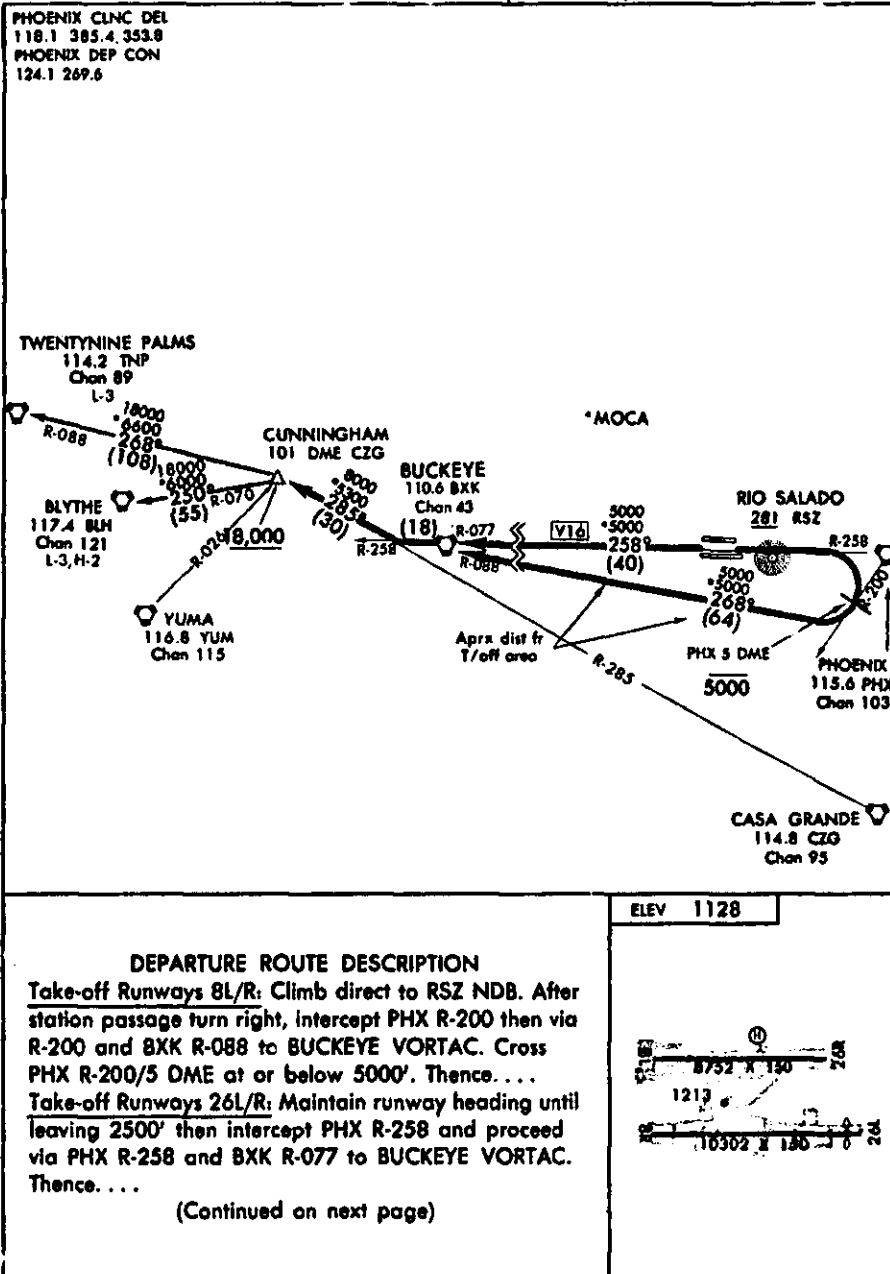 PHOENIX CLNC DEL
118.1 385.4 353.8
PHOENIX DEP CON
124.1 269.6
TWENTYNINE PALMS
114.2 TNP
Chan 89
L-3
R-088
*18000
*6600
268°
(108)
CUNNINGHAM
101 DME CZG
18000
*6000
250°
(55)
R-070
BLYTHE
117.4 BLH
Chan 121
L-3, H-2
R-026
18,000
YUMA
116.8 YUM
Chan 115
8000
*5300
285°
(30)
BUCKEYE
110.6 BXK
Chan 43
(18)
R-258
R-077
R-088
*MOCA
V16
5000
*5000
258°
(40)
RIO SALADO
281 RSZ
R-258
R-200
5000
*5000
268°
(64)
Aprx dist fr
T/off area
R-285
PHX 5 DME
5000
PHOENIX
115.6 PHX
Chan 103
CASA GRANDE
114.8 CZG
Chan 95
ELEV 1128
DEPARTURE ROUTE DESCRIPTION
Take-off Runways 8L/R: Climb direct to RSZ NDB. After
station passage turn right, intercept PHX R-200 then via
R-200 and BXK R-088 to BUCKEYE VORTAC. Cross
PHX R-200/5 DME at or below 5000'. Thence....
Take-off Runways 26L/R: Maintain runway heading until
leaving 2500' then intercept PHX R-258 and proceed
via PHX R-258 and BXK R-077 to BUCKEYE VORTAC.
Thence....
(Continued on next page)
H
8752 X 150
26R
1213
10302 X 150
26L